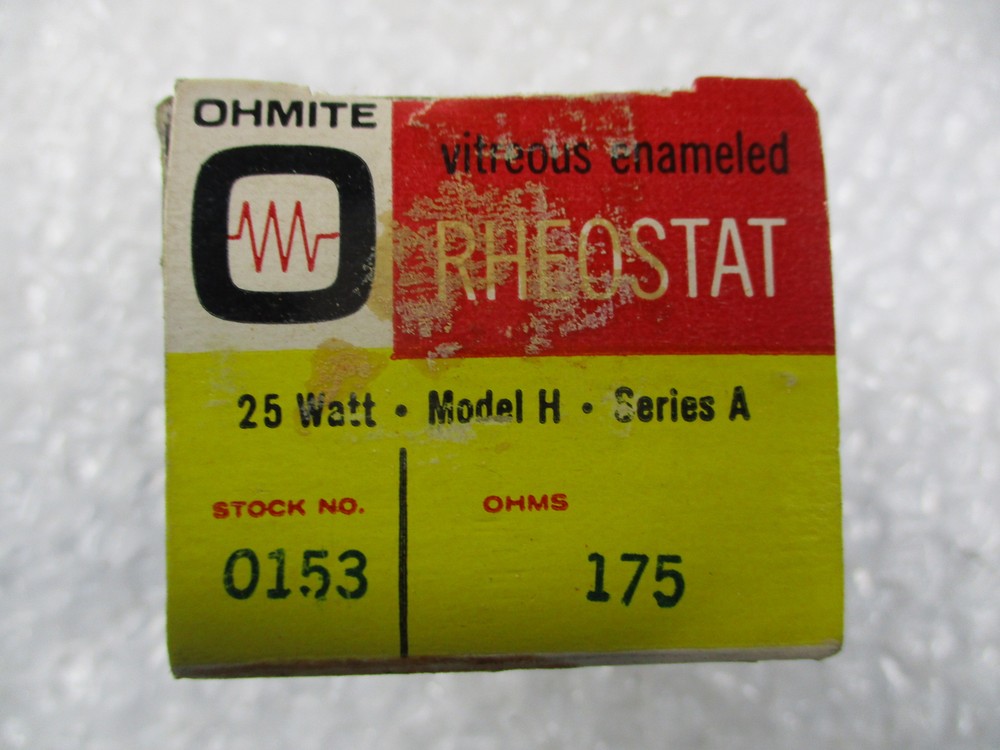 OHMITE
vitreous enameled
RHEOSTAT
25 Watt • Model H • Series A
STOCK NO.
0153
OHMS
175